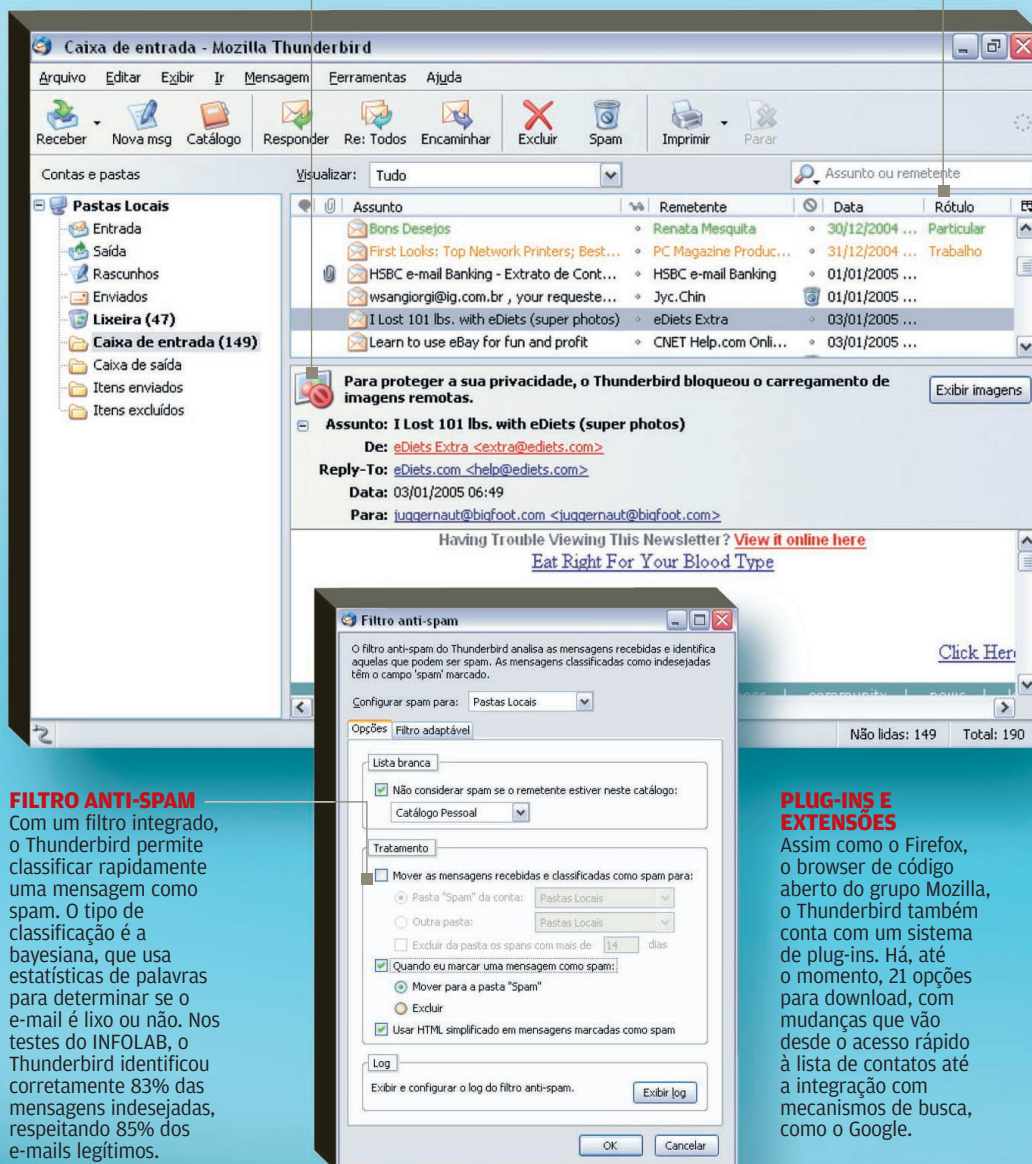 Caixa de entrada - Mozilla Thunderbird
Arquivo Editar Exibir Ir Mensagem Ferramentas Ajuda
Receber Nova msg Catálogo Responder Re: Todos Encaminhar Excluir Spam Imprimir Parar
Contas e pastas
Visualizar: Tudo
Assunto ou remetente
Pastas Locais
Entrada
Saída
Rascunhos
Enviados
Lixeira (47)
Caixa de entrada (149)
Caixa de saída
Itens enviados
Itens excluídos
Assunto Remetente Data Rótulo
Bons Desejos Renata Mesquita 30/12/2004 ... Particular
First Looks: Top Network Printers; Best... PC Magazine Produc... 31/12/2004 ... Trabalho
HSBC e-mail Banking - Extrato de Cont... HSBC e-mail Banking 01/01/2005 ...
wsangiorgi@ig.com.br , your requeste... Jyc.Chin 01/01/2005 ...
I Lost 101 lbs. with eDiets (super photos) eDiets Extra 03/01/2005 ...
Learn to use eBay for fun and profit CNET Help.com Onli... 03/01/2005 ...
Para proteger a sua privacidade, o Thunderbird bloqueou o carregamento de
imagens remotas.
Exibir imagens
Assunto: I Lost 101 lbs. with eDiets (super photos)
De: eDiets Extra <extra@ediets.com>
Reply-To: eDiets.com <help@ediets.com>
Data: 03/01/2005 06:49
Para: juggernaut@bigfoot.com <juggernaut@bigfoot.com>
Having Trouble Viewing This Newsletter? View it online here
Eat Right For Your Blood Type
Click Her
community | news |
Não lidas: 149 Total: 190
Filtro anti-spam
O filtro anti-spam do Thunderbird analisa as mensagens recebidas e identifica
aquelas que podem ser spam. As mensagens classificadas como indesejadas
têm o campo 'spam' marcado.
Configurar spam para: Pastas Locais
Opções Filtro adaptável
Lista branca
Não considerar spam se o remetente estiver neste catálogo:
Catálogo Pessoal
Tratamento
Mover as mensagens recebidas e classificadas como spam para:
Pasta "Spam" da conta: Pastas Locais
Outra pasta: Pastas Locais
Excluir da pasta os spans com mais de 14 dias
Quando eu marcar uma mensagem como spam:
Mover para a pasta "Spam"
Excluir
Usar HTML simplificado em mensagens marcadas como spam
Log
Exibir e configurar o log do filtro anti-spam.
Exibir log
OK Cancelar
FILTRO ANTI-SPAM
Com um filtro integrado,
o Thunderbird permite
classificar rapidamente
uma mensagem como
spam. O tipo de
classificação é a
bayesiana, que usa
estatísticas de palavras
para determinar se o
e-mail é lixo ou não. Nos
testes do INFOLAB, o
Thunderbird identificou
corretamente 83% das
mensagens indesejadas,
respeitando 85% dos
e-mails legítimos.
PLUG-INS E
EXTENSÕES
Assim como o Firefox,
o browser de código
aberto do grupo Mozilla,
o Thunderbird também
conta com um sistema
de plug-ins. Há, até
o momento, 21 opções
para download, com
mudanças que vão
desde o acesso rápido
à lista de contatos até
a integração com
mecanismos de busca,
como o Google.